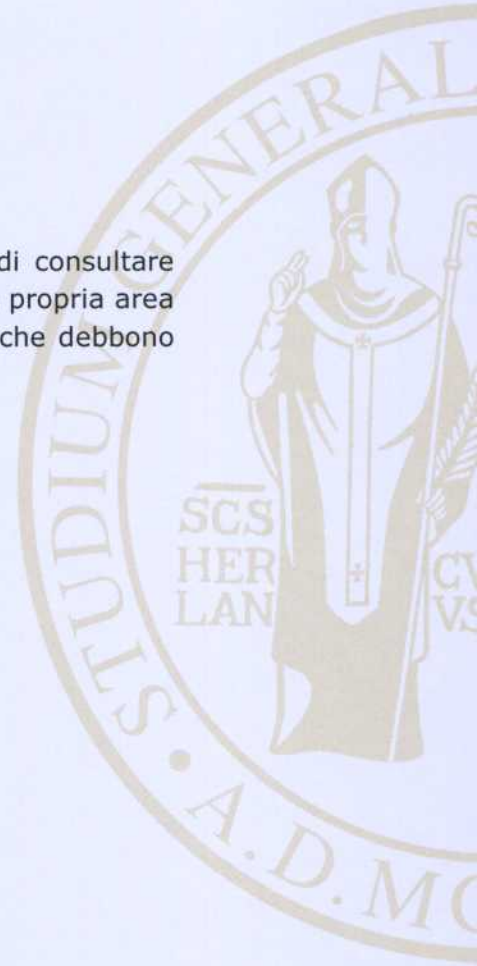 di consultare
propria area
che debbono
STUDIUM GENERAL
SCS
HER CV
LAN VS
• A.D. MC